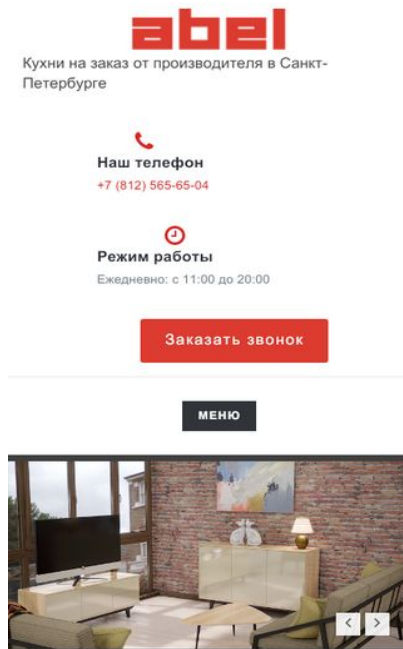 abel
Кухни на заказ от производителя в Санкт-
Петербурге
Наш телефон
+7 (812) 565-65-04
Режим работы
Ежедневно: с 11:00 до 20:00
Заказать звонок
МЕНЮ